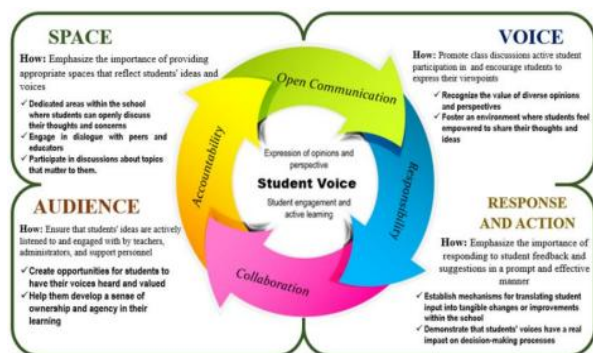 SPACE
How: Emphasize the importance of providing
appropriate spaces that reflect students' ideas and
voices
✓ Dedicated areas within the school
where students can openly discuss
their thoughts and concerns
✓ Engage in dialogue with peers and
educators
✓ Participate in discussions about topics
that matter to them.
VOICE
How: Promote class discussions active student
participation in and encourage students to
express their viewpoints
✓ Recognize the value of diverse opinions
and perspectives
✓ Foster an environment where students feel
empowered to share their thoughts and
ideas
Open Communication
Accountability
Responsibility
Collaboration
Expression of opinions and
perspective
Student Voice
Student engagement and
active learning
AUDIENCE
How: Ensure that students' ideas are actively
listened to and engaged with by teachers,
administrators, and support personnel
✓ Create opportunities for students to
have their voices heard and valued
✓ Help them develop a sense of
ownership and agency in their
learning
RESPONSE
AND ACTION
How: Emphasize the importance of
responding to student feedback and
suggestions in a prompt and effective
manner
✓ Establish mechanisms for translating student
input into tangible changes or improvements
within the school
✓ Demonstrate that students' voices have a real
impact on decision-making processes